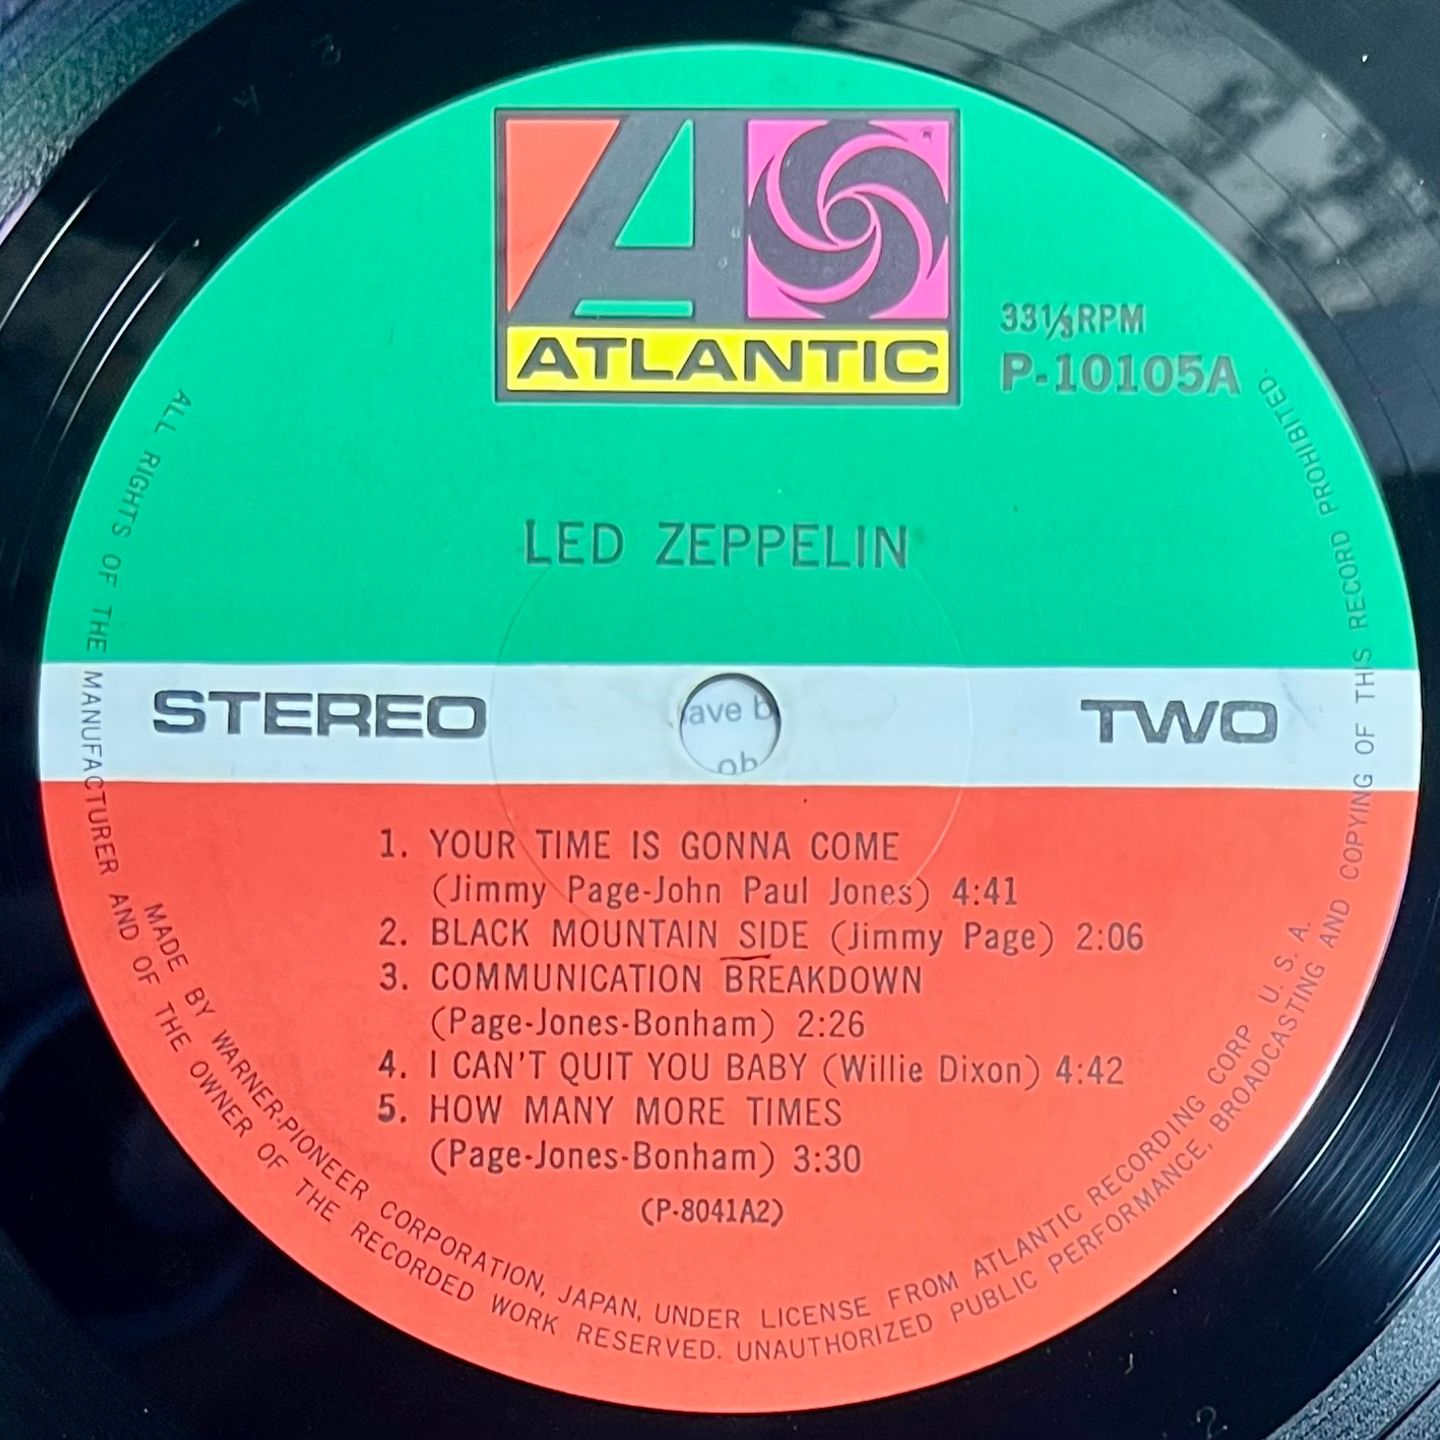 ATLANTIC
33⅓RPM
P-10105A
LED ZEPPELIN
STEREO
TWO
ave b
ob
1. YOUR TIME IS GONNA COME
(Jimmy Page-John Paul Jones) 4:41
2. BLACK MOUNTAIN SIDE (Jimmy Page) 2:06
3. COMMUNICATION BREAKDOWN
(Page-Jones-Bonham) 2:26
4. I CAN'T QUIT YOU BABY (Willie Dixon) 4:42
5. HOW MANY MORE TIMES
(Page-Jones-Bonham) 3:30
(P-8041A2)
MADE BY WARNER-PIONEER CORPORATION, JAPAN, UNDER LICENSE FROM ATLANTIC RECORDING CORP U. S. A.
ALL RIGHTS OF THE MANUFACTURER AND OF THE OWNER OF THE RECORDED WORK RESERVED. UNAUTHORIZED PUBLIC PERFORMANCE, BROADCASTING AND COPYING OF THIS RECORD PROHIBITED.